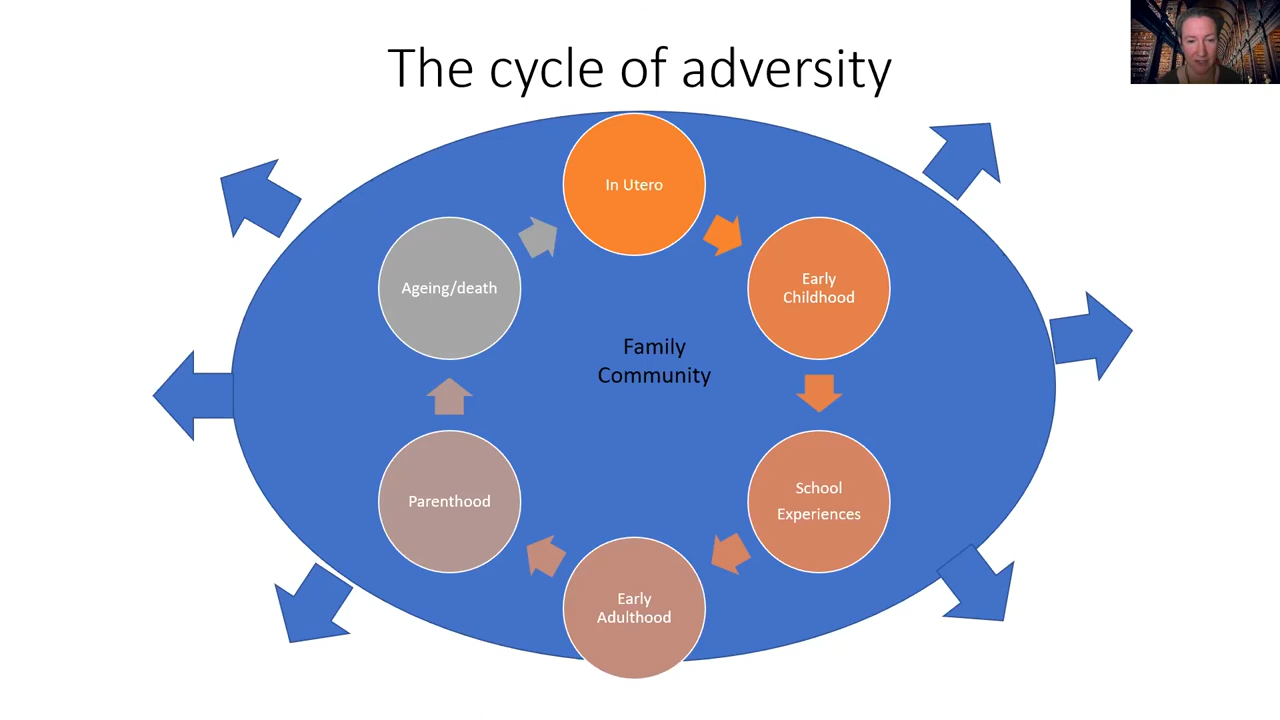 The cycle of adversity
In Utero
Early
Childhood
School
Experiences
Early
Adulthood
Parenthood
Ageing/death
Family
Community